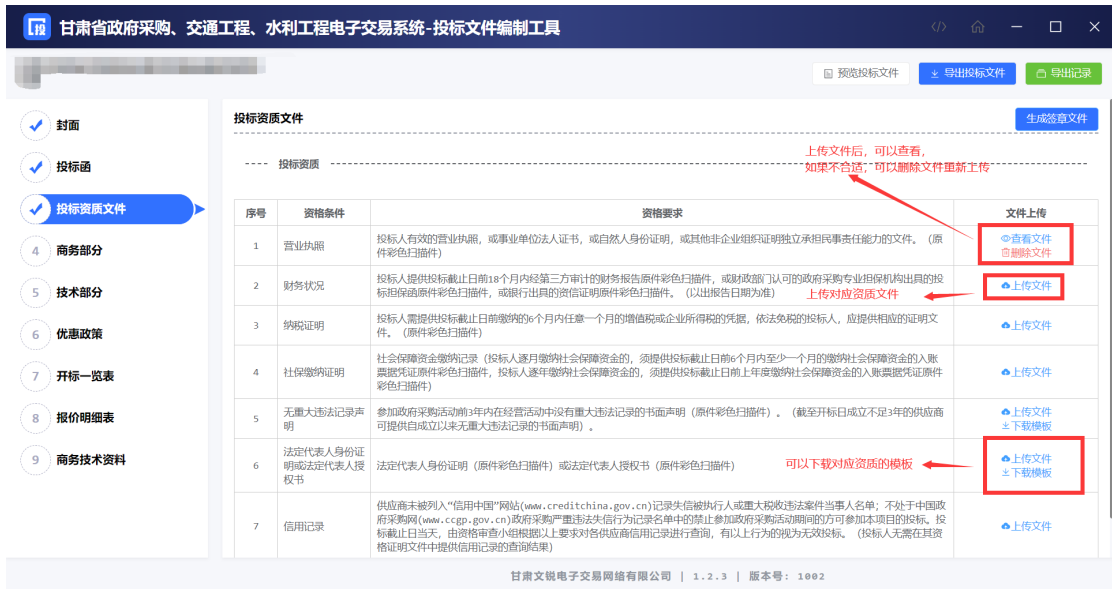 投 甘肃省政府采购、交通工程、水利工程电子交易系统-投标文件编制工具
预览投标文件 导出投标文件 导出记录
封面
投标函
投标资质文件
4 商务部分
5 技术部分
6 优惠政策
7 开标一览表
8 报价明细表
9 商务技术资料
投标资质文件 生成签章文件
上传文件后，可以查看，
如果不合适，可以删除文件重新上传
投标资质
序号 资格条件 资格要求 文件上传
1 营业执照
投标人有效的营业执照，或事业单位法人证书，或自然人身份证明，或其他非企业组织证明独立承担民事责任能力的文件。（原
件彩色扫描件）
查看文件
删除文件
2 财务状况
投标人提供投标截止日前18个月内经第三方审计的财务报告原件彩色扫描件，或财政部门认可的政府采购专业担保机构出具的投
标担保函原件彩色扫描件，或银行出具的资信证明原件彩色扫描件。（以出报告日期为准）
上传对应资质文件
上传文件
3 纳税证明
投标人需提供投标截止日前缴纳的6个月内任意一个月的增值税或企业所得税的凭据，依法免税的投标人，应提供相应的证明文
件。（原件彩色扫描件）
上传文件
4 社保缴纳证明
社会保障资金缴纳记录（投标人逐月缴纳社会保障资金的，须提供投标截止日前6个月内至少一个月的缴纳社会保障资金的入账
票据凭证原件彩色扫描件，投标人逐年缴纳社会保障资金的，须提供投标截止日前上年度缴纳社会保障资金的入账票据凭证原件
彩色扫描件）
上传文件
5
无重大违法记录声
明
参加政府采购活动前3年内在经营活动中没有重大违法记录的书面声明（原件彩色扫描件）。（截至开标日成立不足3年的供应商
可提供自成立以来无重大违法记录的书面声明）。
上传文件
下载模板
6
法定代表人身份证
明或法定代表人授
权书
法定代表人身份证明（原件彩色扫描件）或法定代表人授权书（原件彩色扫描件）
可以下载对应资质的模板
上传文件
下载模板
7 信用记录
供应商未被列入“信用中国”网站(www.creditchina.gov.cn)记录失信被执行人或重大税收违法案件当事人名单；不处于中国政
府采购网(www.ccgp.gov.cn)政府采购严重违法失信行为记录名单中的禁止参加政府采购活动期间的方可参加本项目的投标。投
标截止日当天，由资格审查小组根据以上要求对各供应商信用记录进行查询，有以上行为的视为无效投标。（投标人无需在其资
格证明文件中提供信用记录的查询结果）
上传文件
甘肃文锐电子交易网络有限公司 | 1.2.3 | 版本号: 1002